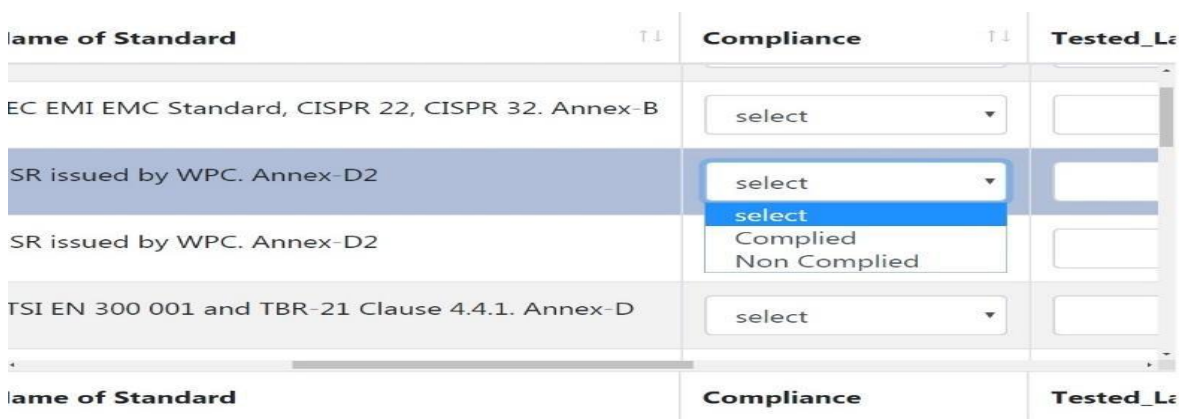 ame of Standard Compliance Tested_La
EC EMI EMC Standard, CISPR 22, CISPR 32. Annex-B select
SR issued by WPC. Annex-D2 select
select
SR issued by WPC. Annex-D2 Complied
Non Complied
TSI EN 300 001 and TBR-21 Clause 4.4.1. Annex-D select
ame of Standard Compliance Tested_La